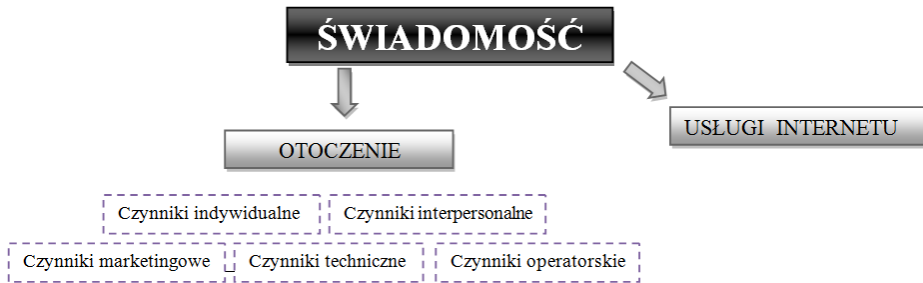 ŚWIADOMOŚĆ
USŁUGI INTERNETU
OTOCZENIE
Czynniki indywidualne
Czynniki interpersonalne
Czynniki marketingowe
Czynniki techniczne
Czynniki operatorskie